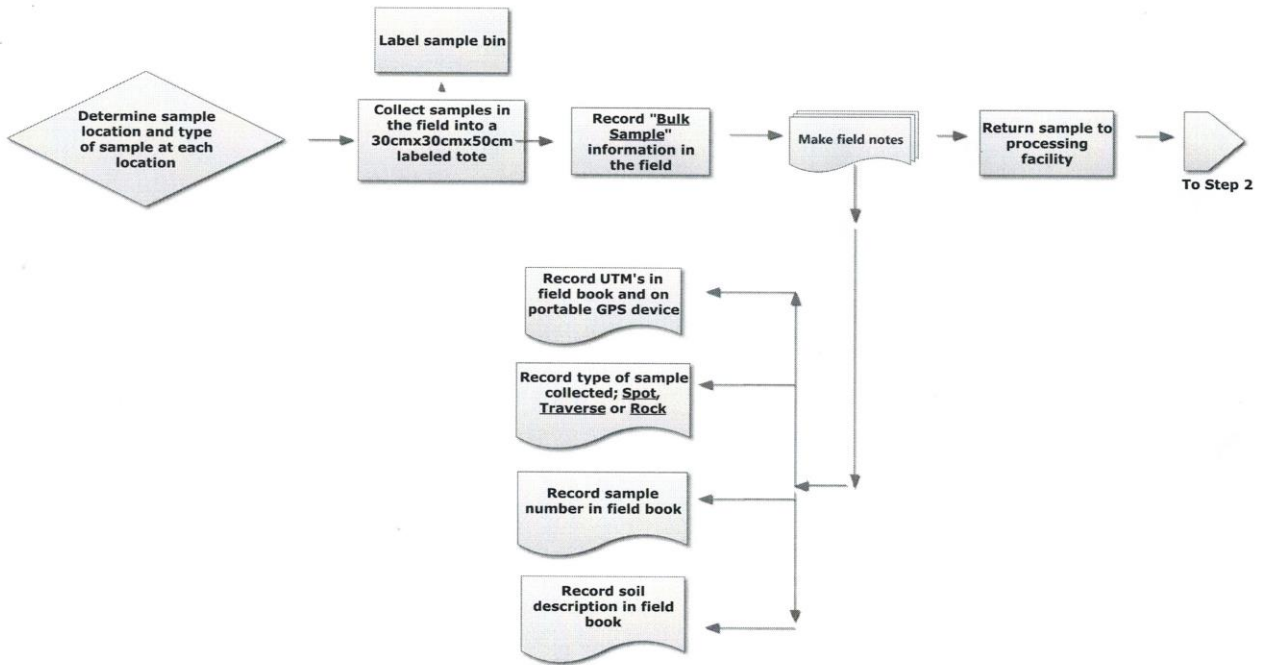 Label sample bin
Determine sample
location and type
of sample at each
location
Collect samples in
the field into a
30cmx30cmx50cm
labeled tote
Record "Bulk
Sample"
information in
the field
Make field notes
Return sample to
processing
facility
To Step 2
Record UTM's in
field book and on
portable GPS device
Record type of sample
collected; Spot,
Traverse or Rock
Record sample
number in field book
Record soil
description in field
book